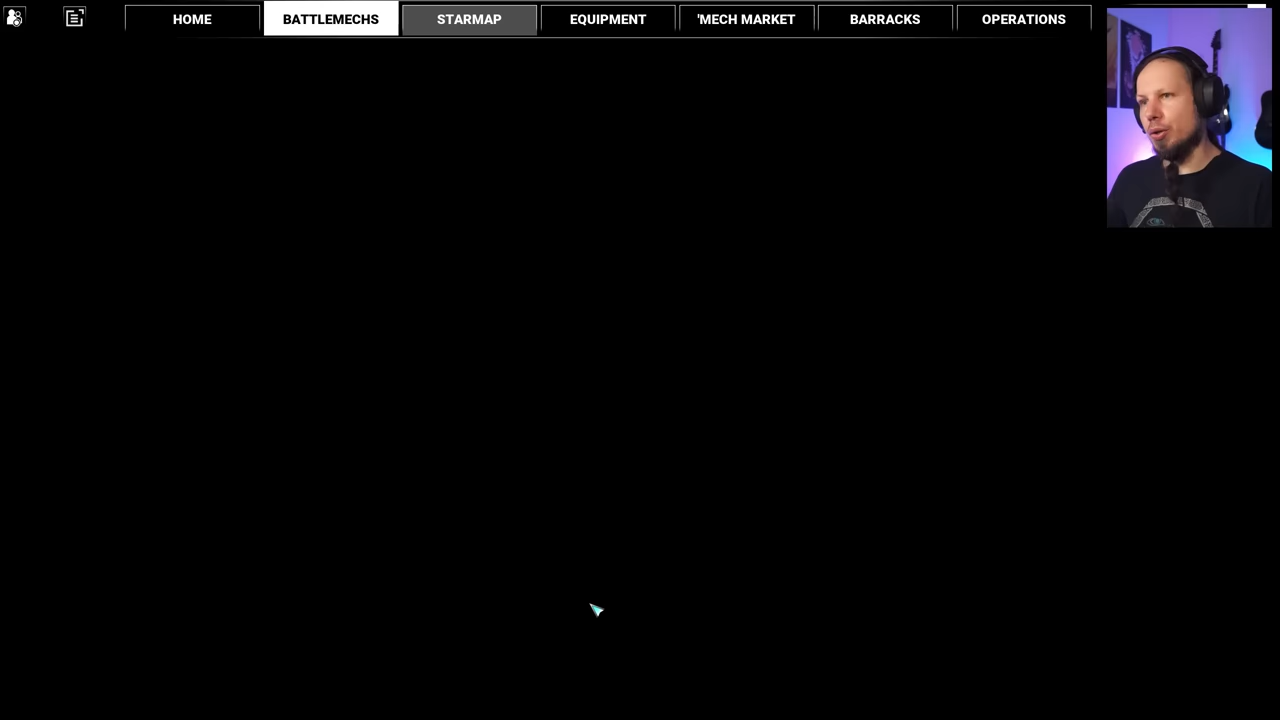 HOME
BATTLEMECHS
STARMAP
EQUIPMENT
'MECH MARKET
BARRACKS
OPERATIONS